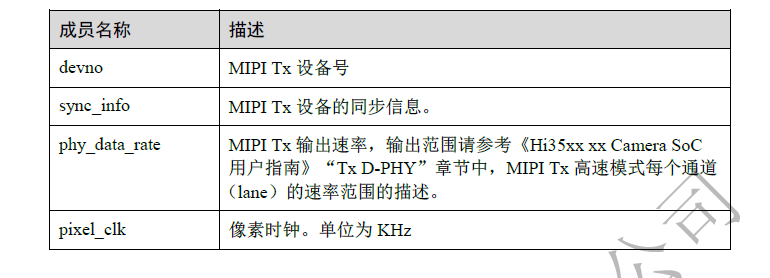 成员名称 描述
devno MIPI Tx 设备号
sync_info MIPI Tx 设备的同步信息。
phy_data_rate MIPI Tx 输出速率，输出范围请参考《Hi35xx xx Camera SoC
用户指南》“Tx D-PHY”章节中，MIPI Tx 高速模式每个通道
（lane）的速率范围的描述。
pixel_clk 像素时钟。单位为 KHz
公司